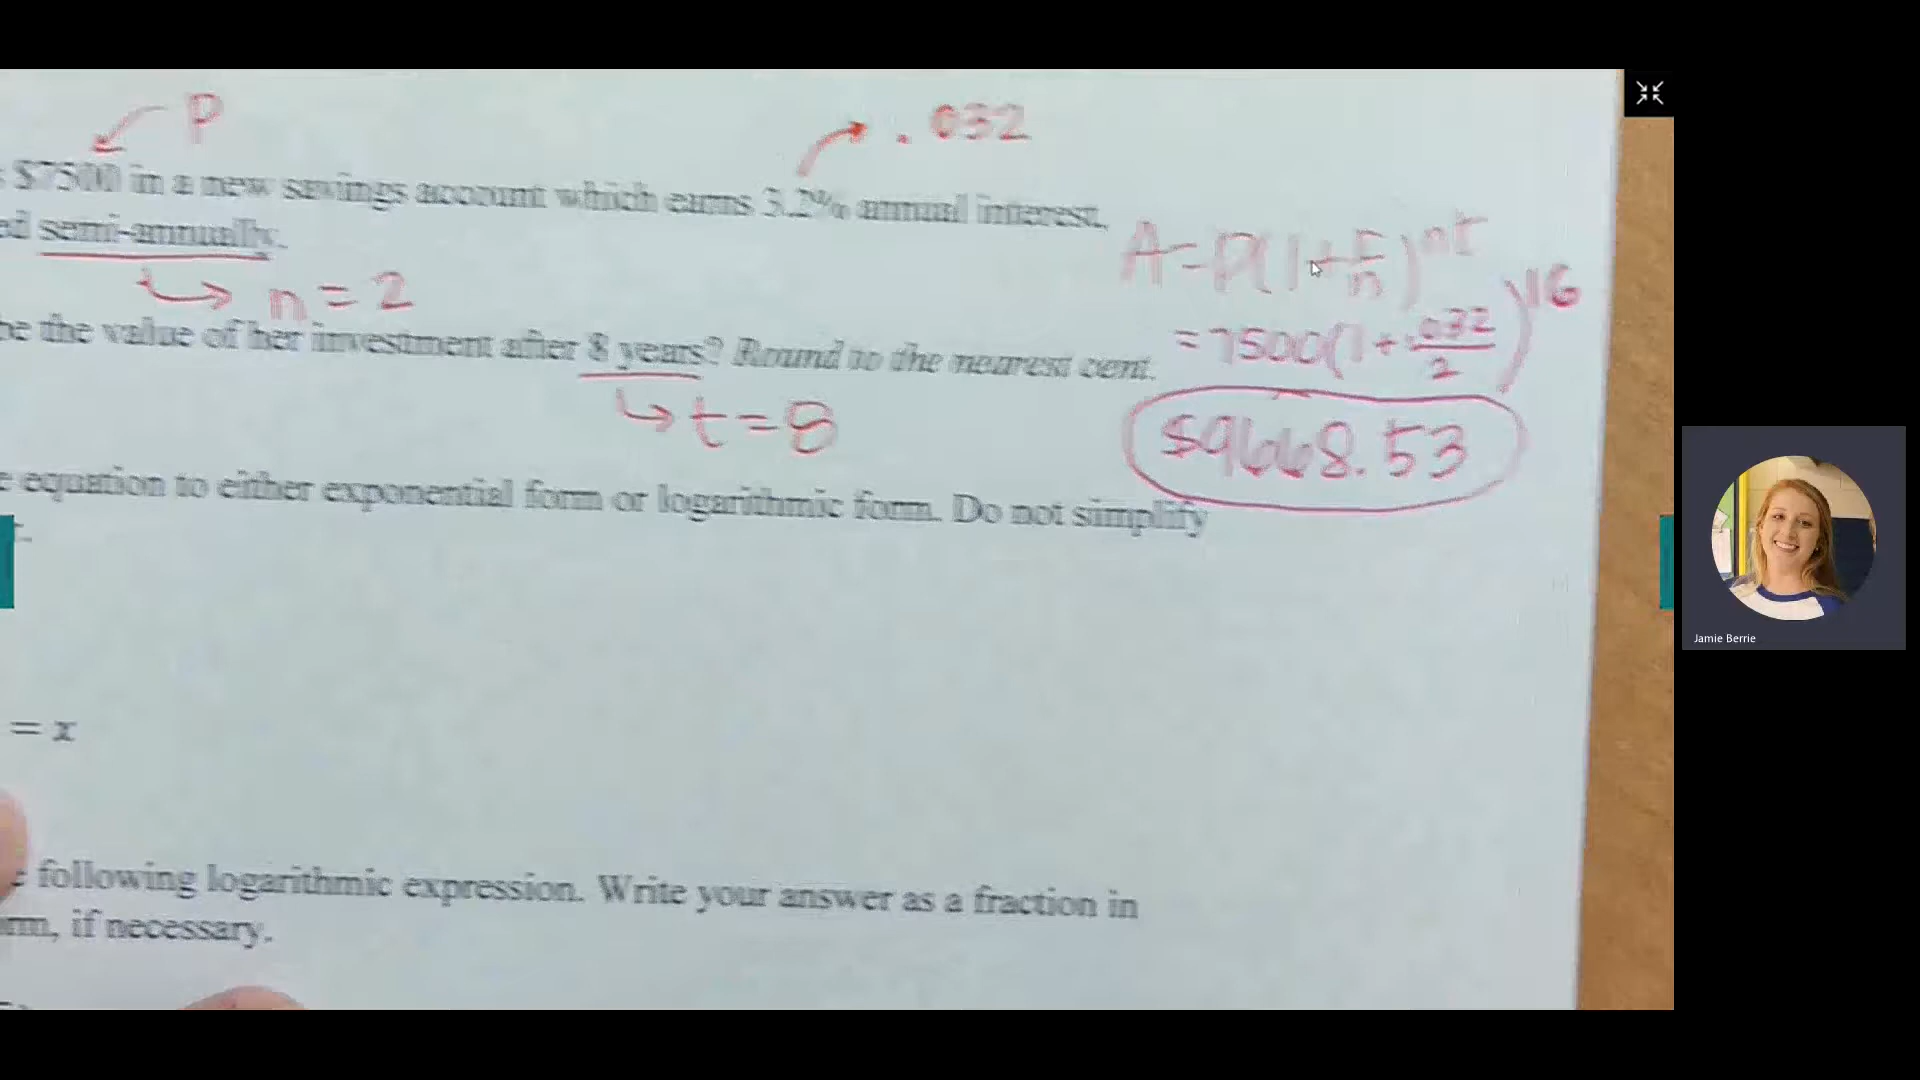 P
.032
$7500 in a new savings account which earns 3.2% annual interest,
ed semi-annually.
n = 2
A = P(1 + r/n)^nt
= 7500(1 + .032/2)^16
be the value of her investment after 8 years? Round to the nearest cent.
t = 8
$9668.53
e equation to either exponential form or logarithmic form. Do not simplify
= x
following logarithmic expression. Write your answer as a fraction in
rm, if necessary.
Jamie Berrie